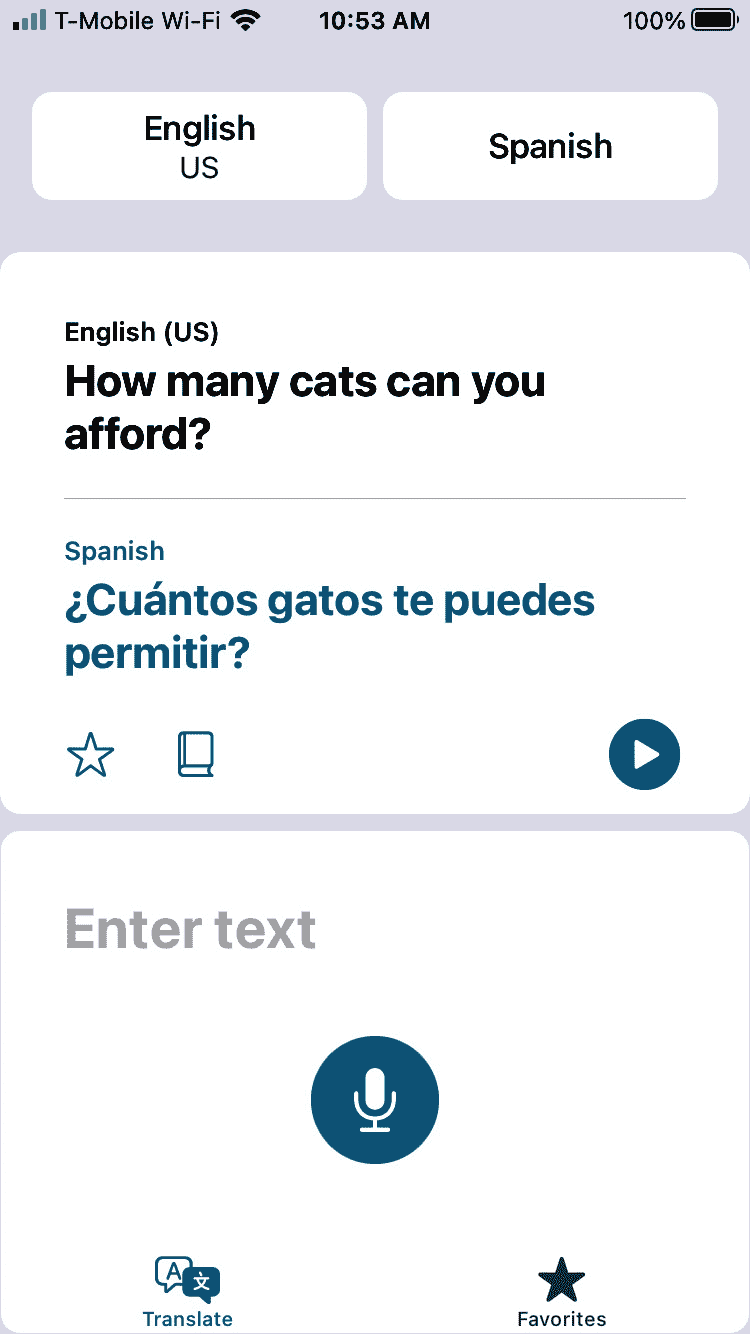 T-Mobile Wi-Fi 10:53 AM 100%
English
US
Spanish
English (US)
How many cats can you
afford?
Spanish
¿Cuántos gatos te puedes
permitir?
Enter text
A 文
Translate
Favorites